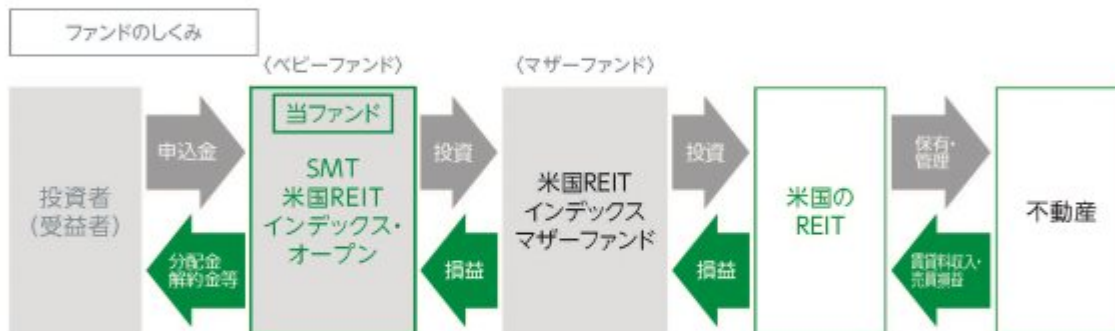 ファンドのしくみ
〈ベビーファンド〉
〈マザーファンド〉
投資者
(受益者)
申込金
分配金
解約金等
当ファンド
SMT
米国REIT
インデックス・
オープン
投資
損益
米国REIT
インデックス
マザーファンド
投資
損益
米国の
REIT
保有・
管理
賃貸料収入・
売買損益
不動産